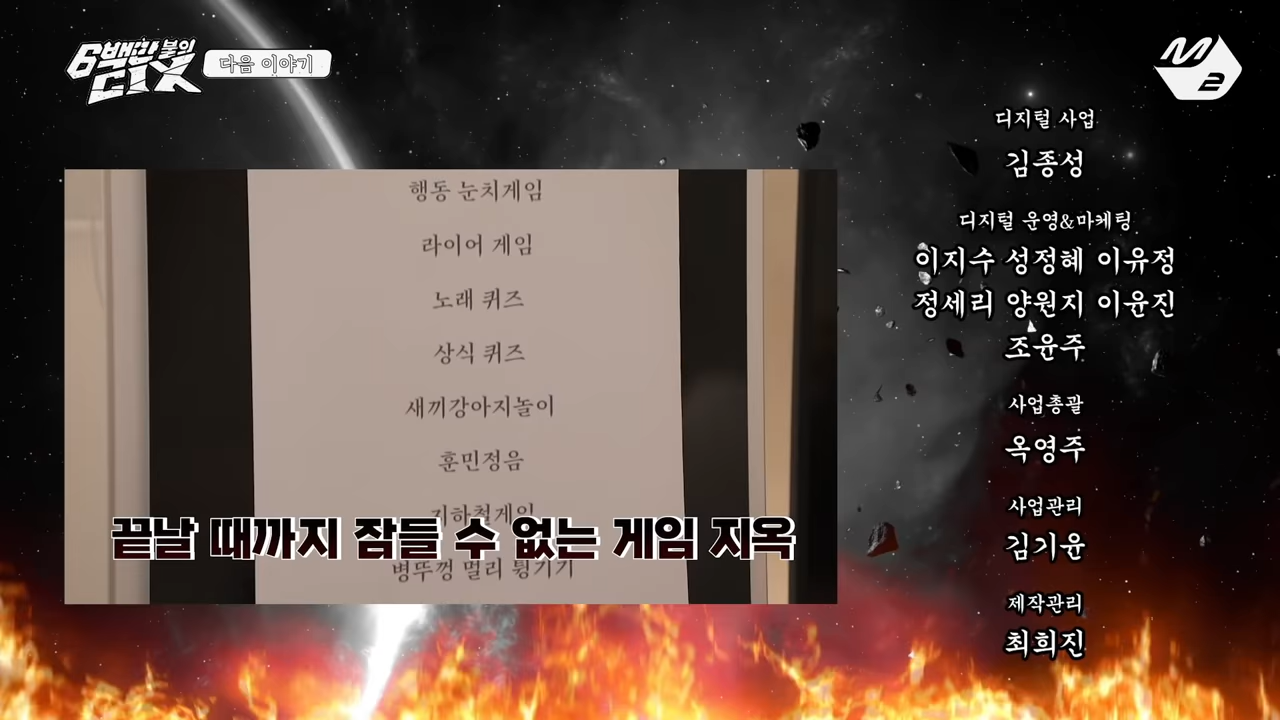 6백만 불의
디엑스
다음 이야기
M2
행동 눈치게임
라이어 게임
노래 퀴즈
상식 퀴즈
새끼강아지놀이
훈민정음
지하철게임
끝날 때까지 잠들 수 없는 게임 지옥
병뚜껑 멀리 튕기기
디지털 사업
김종성
디지털 운영&마케팅
이지수 성정혜 이유정
정세리 양원지 이윤진
조윤주
사업총괄
옥영주
사업관리
김기윤
제작관리
최희진